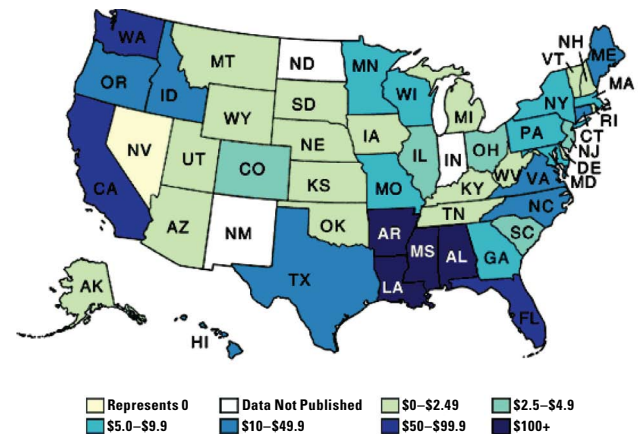 WA
MT
ND
MN
OR
ID
WY
SD
WI
MI
VT
NH
ME
MA
NY
RI
CT
NJ
DE
MD
PA
NV
UT
CO
NE
IA
IL
IN
OH
WV
VA
CA
AZ
NM
KS
MO
KY
NC
TN
OK
AR
SC
TX
LA
MS
AL
GA
FL
AK
HI
Represents 0
Data Not Published
$0–$2.49
$2.5–$4.9
$5.0–$9.9
$10–$49.9
$50–$99.9
$100+